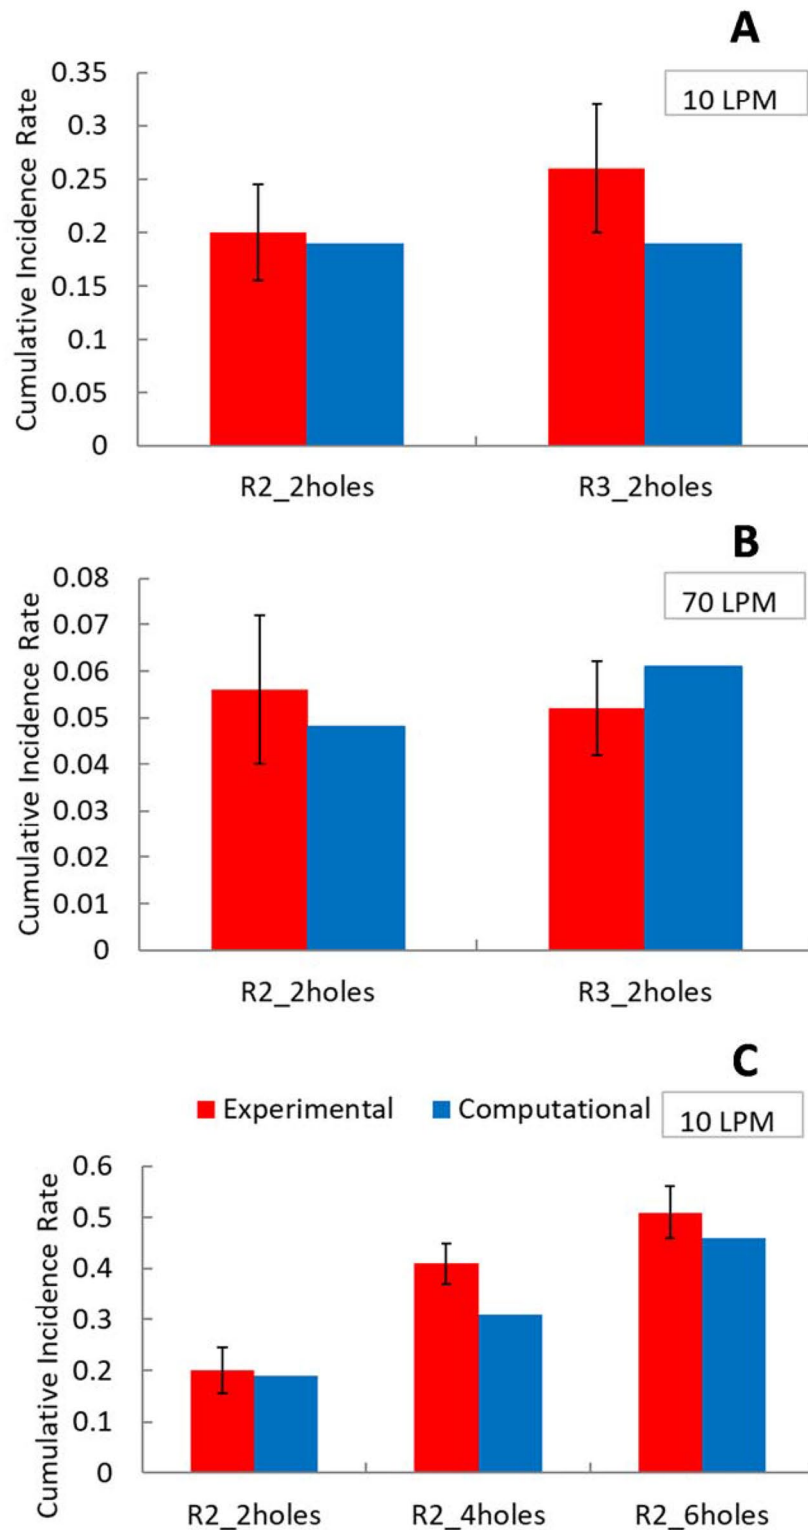 A
10 LPM
Cumulative Incidence Rate
0.35
0.3
0.25
0.2
0.15
0.1
0.05
0
R2_2holes R3_2holes
B
70 LPM
Cumulative Incidence Rate
0.08
0.07
0.06
0.05
0.04
0.03
0.02
0.01
0
R2_2holes R3_2holes
C
Experimental Computational 10 LPM
Cumulative Incidence Rate
0.6
0.5
0.4
0.3
0.2
0.1
0
R2_2holes R2_4holes R2_6holes